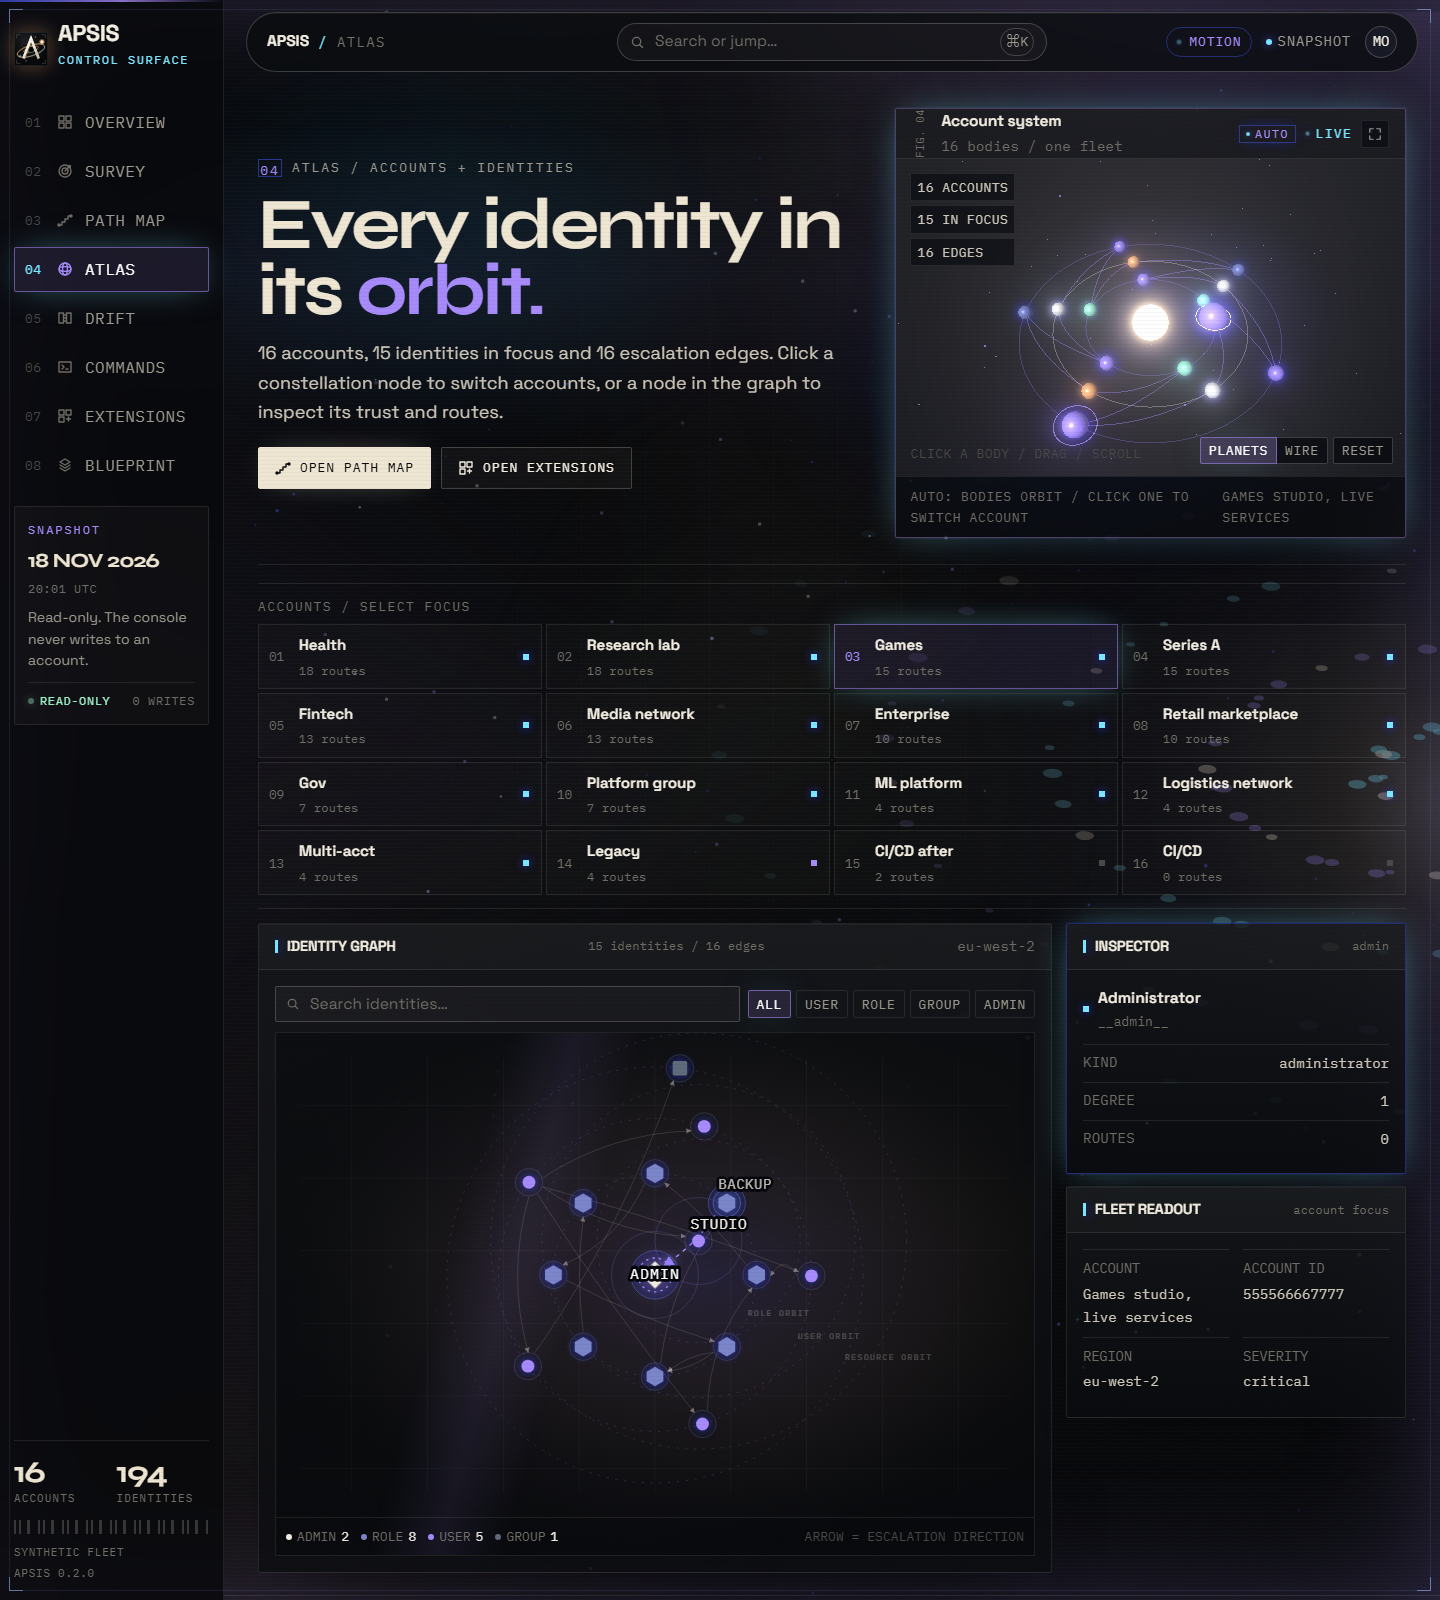 APSIS
CONTROL SURFACE
01 OVERVIEW
02 SURVEY
03 PATH MAP
04 ATLAS
05 DRIFT
06 COMMANDS
07 EXTENSIONS
08 BLUEPRINT
SNAPSHOT
18 NOV 2026
20:01 UTC
Read-only. The console
never writes to an
account.
READ-ONLY 0 WRITES
16 194
ACCOUNTS IDENTITIES
SYNTHETIC FLEET
APSIS 0.2.0
APSIS / ATLAS
Search or jump...
⌘K
MOTION
SNAPSHOT
MO
04 ATLAS / ACCOUNTS + IDENTITIES
Every identity in
its orbit.
16 accounts, 15 identities in focus and 16 escalation edges. Click a
constellation node to switch accounts, or a node in the graph to
inspect its trust and routes.
OPEN PATH MAP
OPEN EXTENSIONS
FIG. 04
Account system
16 bodies / one fleet
AUTO
LIVE
16 ACCOUNTS
15 IN FOCUS
16 EDGES
CLICK A BODY / DRAG / SCROLL
PLANETS WIRE RESET
AUTO: BODIES ORBIT / CLICK ONE TO
SWITCH ACCOUNT
GAMES STUDIO, LIVE
SERVICES
ACCOUNTS / SELECT FOCUS
01 Health
18 routes
02 Research lab
18 routes
03 Games
15 routes
04 Series A
15 routes
05 Fintech
13 routes
06 Media network
13 routes
07 Enterprise
10 routes
08 Retail marketplace
10 routes
09 Gov
7 routes
10 Platform group
7 routes
11 ML platform
4 routes
12 Logistics network
4 routes
13 Multi-acct
4 routes
14 Legacy
4 routes
15 CI/CD after
2 routes
16 CI/CD
0 routes
IDENTITY GRAPH 15 identities / 16 edges eu-west-2
Search identities...
ALL USER ROLE GROUP ADMIN
BACKUP
STUDIO
ADMIN
ROLE ORBIT
USER ORBIT
RESOURCE ORBIT
ADMIN 2 ROLE 8 USER 5 GROUP 1
ARROW = ESCALATION DIRECTION
INSPECTOR admin
Administrator
__admin__
KIND administrator
DEGREE 1
ROUTES 0
FLEET READOUT account focus
ACCOUNT
Games studio,
live services
ACCOUNT ID
555566667777
REGION
eu-west-2
SEVERITY
critical